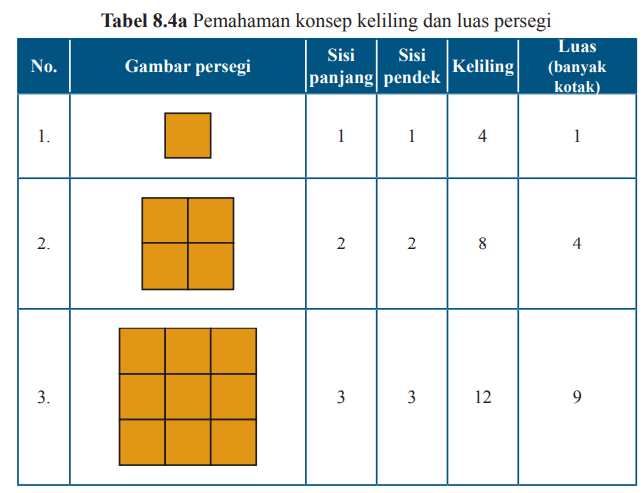 Tabel 8.4a Pemahaman konsep keliling dan luas persegi
No. Gambar persegi Sisi panjang Sisi pendek Keliling Luas (banyak kotak)
1. 1 1 4 1
2. 2 2 8 4
3. 3 3 12 9